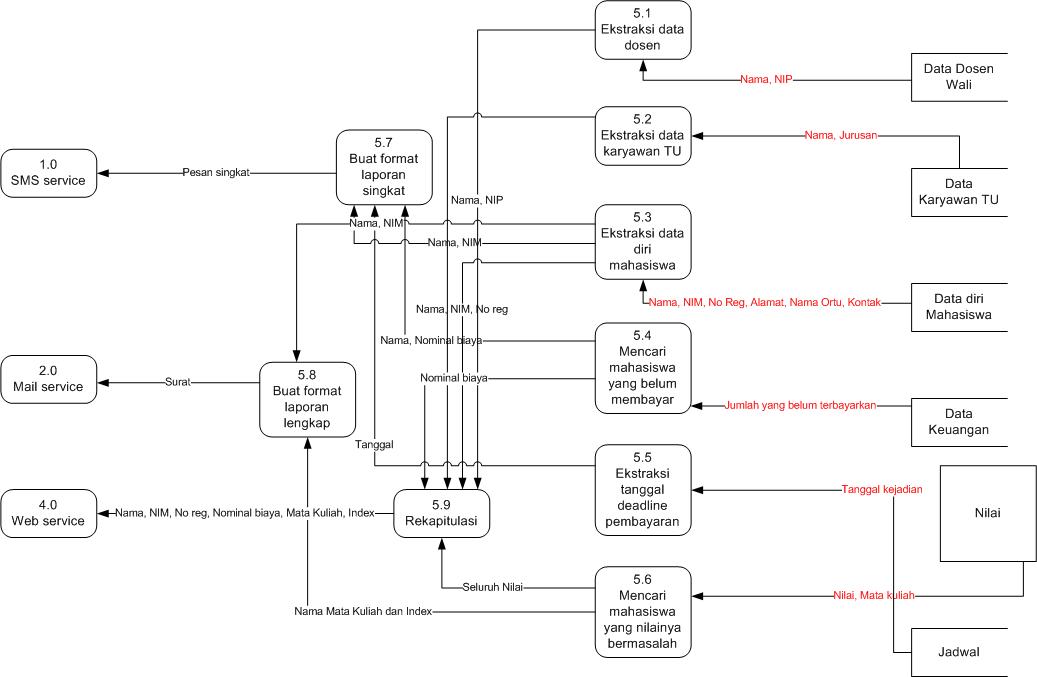 5.1
Ekstraksi data
dosen
Data Dosen
Wali
Nama, NIP
5.2
Ekstraksi data
karyawan TU
Nama, Jurusan
5.7
Buat format
laporan
singkat
1.0
SMS service
Pesan singkat
Data
Karyawan TU
Nama, NIP
5.3
Ekstraksi data
diri
mahasiswa
Nama, NIM
Nama, NIM
Nama, NIM, No Reg, Alamat, Nama Ortu, Kontak
Data diri
Mahasiswa
Nama, NIM, No reg
5.4
Mencari
mahasiswa
yang belum
membayar
Nama, Nominal biaya
Nominal biaya
2.0
Mail service
Surat
5.8
Buat format
laporan
lengkap
Jumlah yang belum terbayarkan
Data
Keuangan
Tanggal
5.5
Ekstraksi
tanggal
deadline
pembayaran
Tanggal kejadian
Nilai
4.0
Web service
Nama, NIM, No reg, Nominal biaya, Mata Kuliah, Index
5.9
Rekapitulasi
5.6
Mencari
mahasiswa
yang nilainya
bermasalah
Seluruh Nilai
Nilai, Mata kuliah
Nama Mata Kuliah dan Index
Jadwal